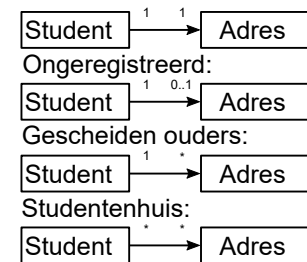 Student 1 1 Adres
Ongeregistreerd:
Student 1 0..1 Adres
Gescheiden ouders:
Student 1 * Adres
Studentenhuis:
Student * * Adres